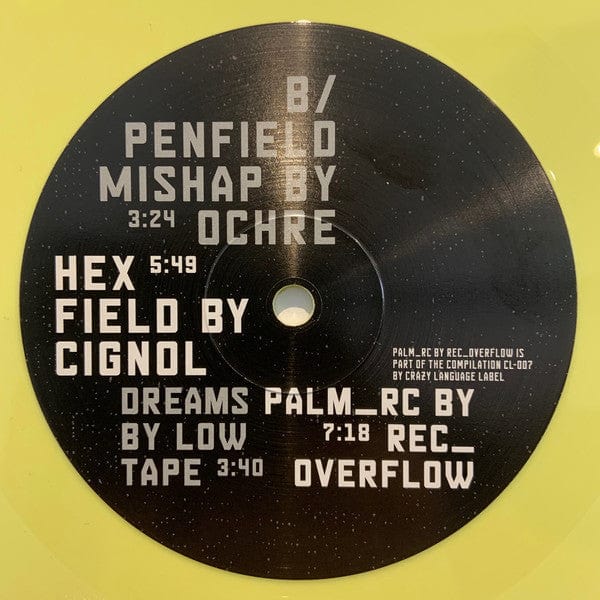 B/
PENFIELD
MISHAP BY
3:24 OCHRE
HEX 5:49
FIELD BY
CIGNOL
PALM_RC BY REC_OVERFLOW IS
PART OF THE COMPILATION CL-007
BY CRAZY LANGUAGE LABEL
DREAMS
BY LOW
TAPE 3:40
PALM_RC BY
7:18 REC_
OVERFLOW